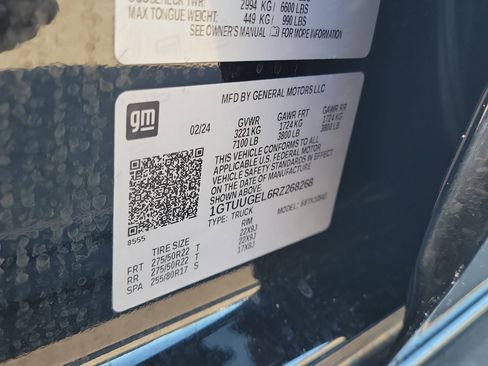 2994 KG / 6600 LBS
MAX TONGUE WEIGHT: 449 KG / 990 LBS
SEE OWNER'S MANUAL FOR MORE INFORMATION
gm
MFD BY GENERAL MOTORS LLC
02/24 GVWR GAWR FRT GAWR RR
3221 KG 1724 KG 1724 KG
7100 LB 3800 LB 3800 LB
THIS VEHICLE CONFORMS TO ALL
APPLICABLE U.S. FEDERAL MOTOR
VEHICLE SAFETY STANDARDS IN
EFFECT ON THE DATE OF MANUFACTURE
SHOWN ABOVE.
1GTUUGEL6RZ268268
TYPE: TRUCK MODEL:
8555
TIRE SIZE RIM
FRT 275/50R22 T 22X9J
RR 275/50R22 T 22X9J
SPA 255/80R17 S 17X8J